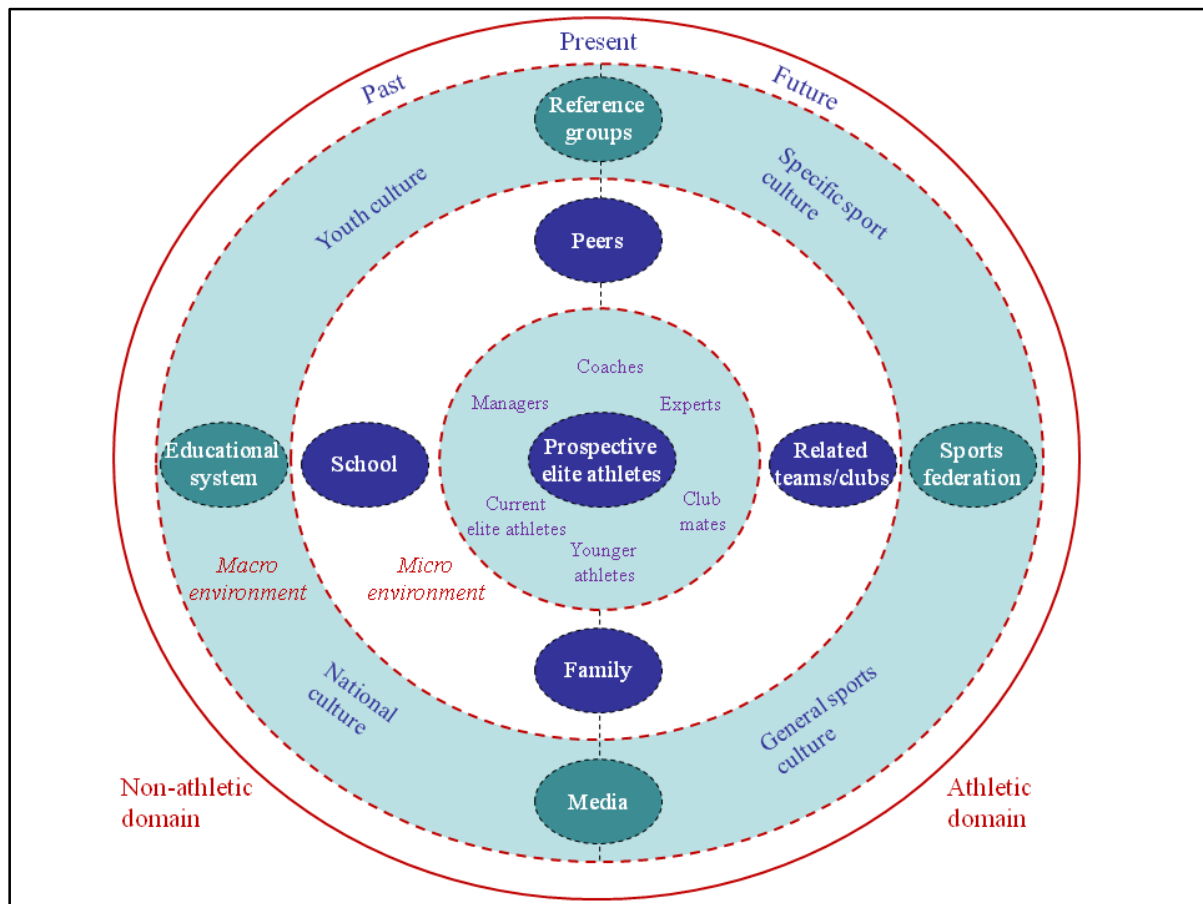 Present
Past
Future
Reference
groups
Youth culture
Specific sport
culture
Peers
Coaches
Managers
Experts
Educational
system
School
Prospective
elite athletes
Related
teams/clubs
Sports
federation
Current
elite athletes
Club
mates
Younger
athletes
Macro
environment
Micro
environment
Family
National
culture
General sports
culture
Media
Non-athletic
domain
Athletic
domain